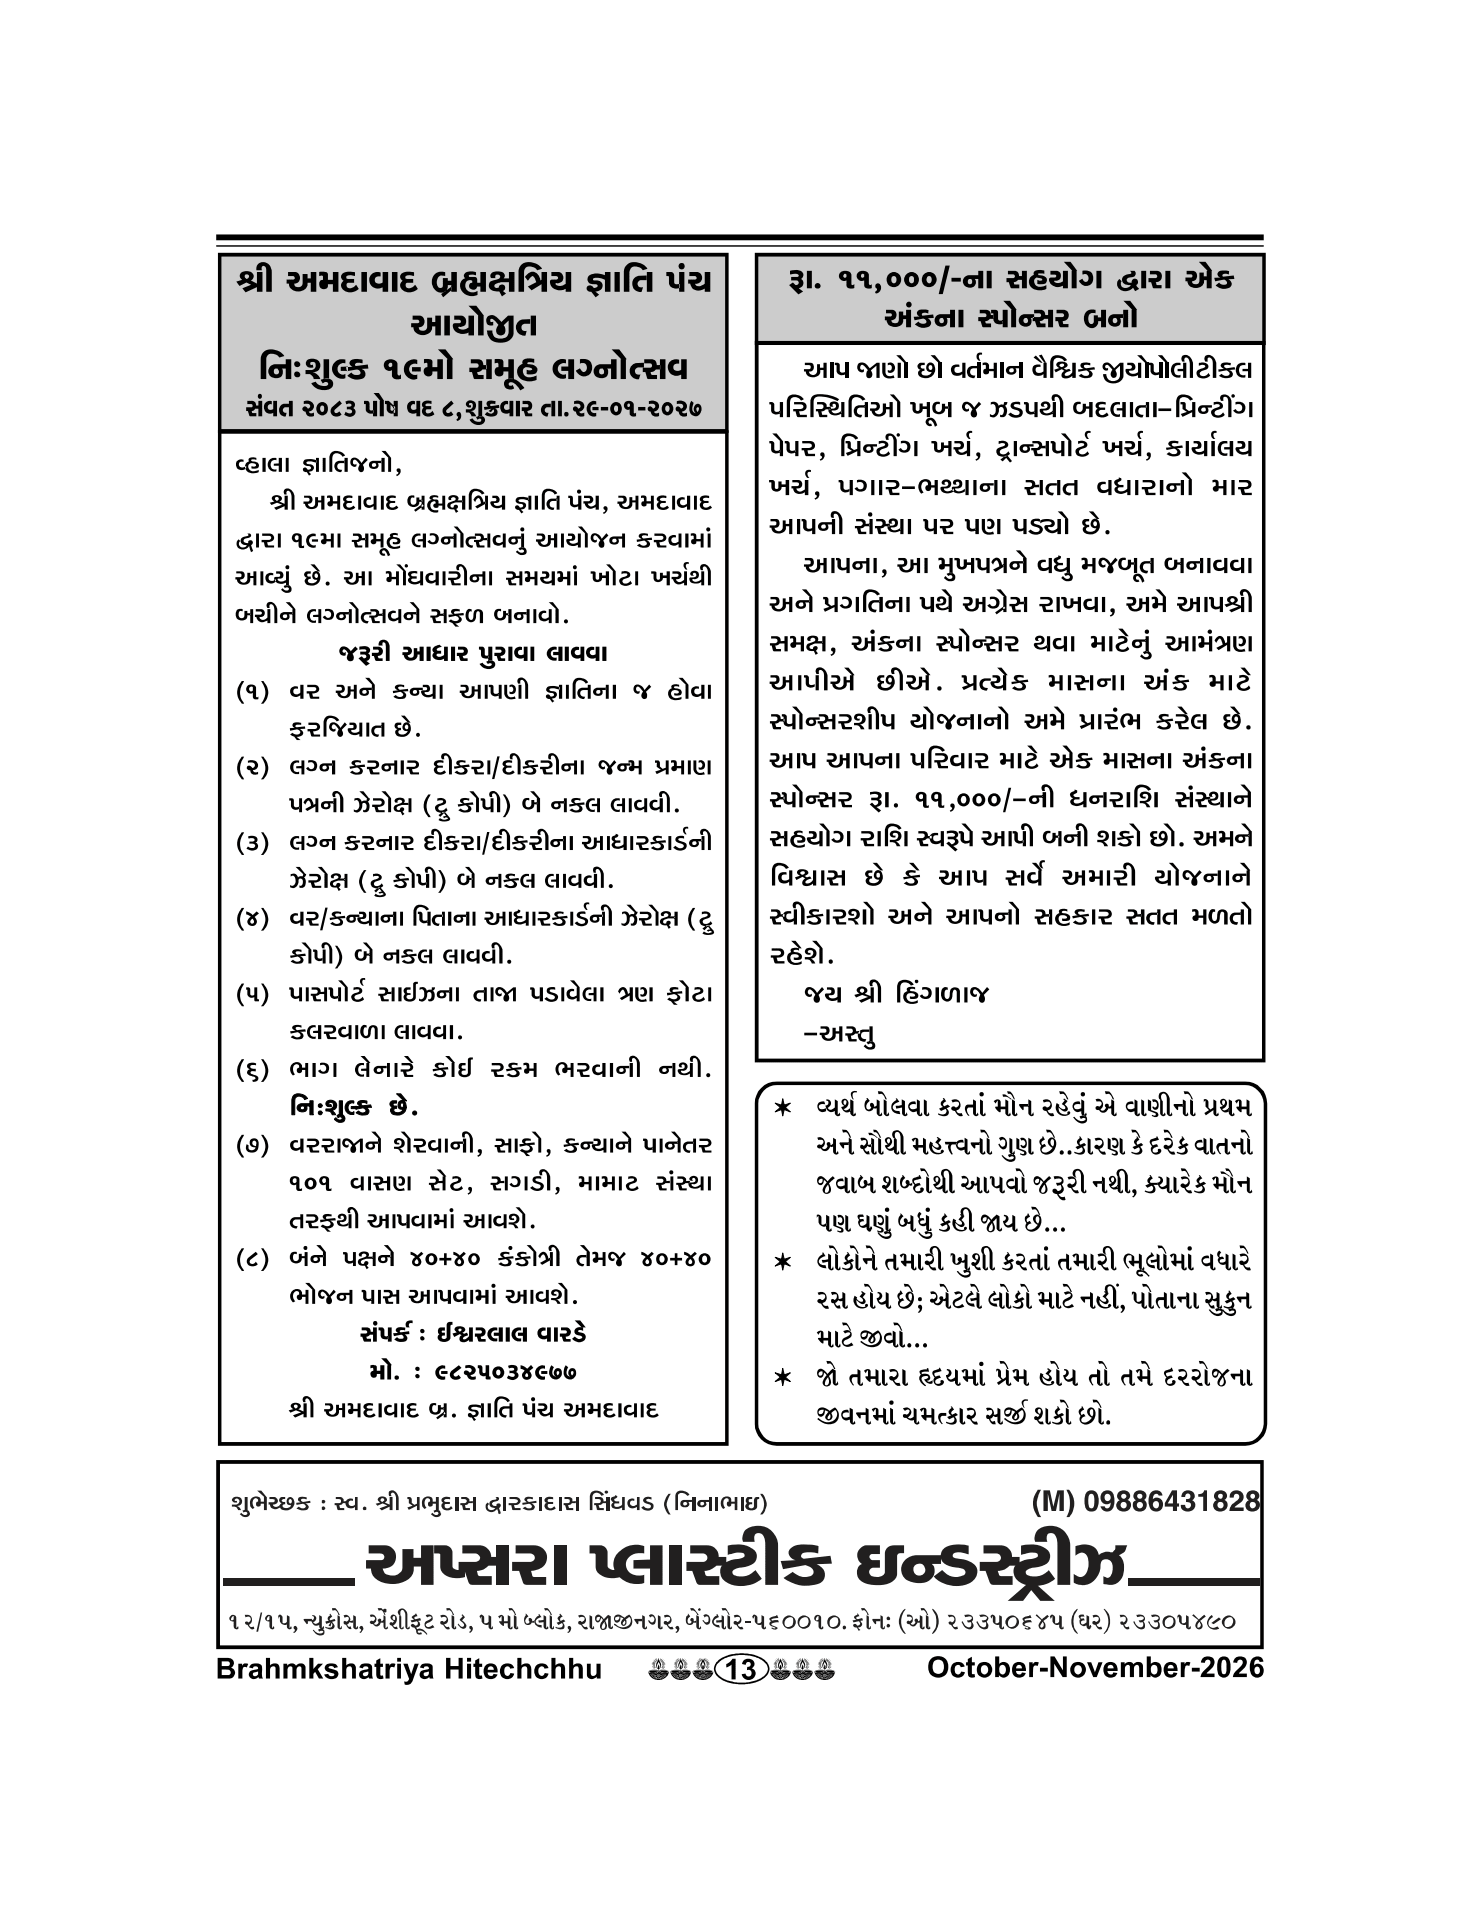 શ્રી અમદાવાદ બ્રહ્મક્ષત્રિય જ્ઞાતિ પંચ
આયોજીત
નિઃશુલ્ક ૧૯મો સમૂહ લગ્નોત્સવ
સંવત ૨૦૮૩ પોષ વદ ૮,શુક્રવાર તા.૨૯-૦૧-૨૦૨૭
વ્હાલા જ્ઞાતિજનો,
શ્રી અમદાવાદ બ્રહ્મક્ષત્રિય જ્ઞાતિ પંચ, અમદાવાદ
દ્વારા ૧૯મા સમૂહ લગ્નોત્સવનું આયોજન કરવામાં
આવ્યું છે. આ મોંઘવારીના સમયમાં ખોટા ખર્ચથી
બચીને લગ્નોત્સવને સફળ બનાવો.
જરૂરી આધાર પુરાવા લાવવા
(૧) વર અને કન્યા આપણી જ્ઞાતિના જ હોવા
ફરજિયાત છે.
(૨) લગ્ન કરનાર દીકરા/દીકરીના જન્મ પ્રમાણ
પત્રની ઝેરોક્ષ (ટ્રુ કોપી) બે નકલ લાવવી.
(૩) લગ્ન કરનાર દીકરા/દીકરીના આધારકાર્ડની
ઝેરોક્ષ (ટ્રુ કોપી) બે નકલ લાવવી.
(૪) વર/કન્યાના પિતાના આધારકાર્ડની ઝેરોક્ષ (ટ્રુ
કોપી) બે નકલ લાવવી.
(૫) પાસપોર્ટ સાઈઝના તાજા પડાવેલા ત્રણ ફોટા
કલરવાળા લાવવા.
(૬) ભાગ લેનારે કોઈ રકમ ભરવાની નથી.
નિઃશુલ્ક છે.
(૭) વરરાજાને શેરવાની, સાફો, કન્યાને પાનેતર
૧૦૧ વાસણ સેટ, સગડી, મામાટ સંસ્થા
તરફથી આપવામાં આવશે.
(૮) બંને પક્ષને ૪૦+૪૦ કંકોત્રી તેમજ ૪૦+૪૦
ભોજન પાસ આપવામાં આવશે.
સંપર્ક : ઈશ્વરલાલ વારડે
મો. : ૯૮૨૫૦૩૪૯૭૭
શ્રી અમદાવાદ બ્ર. જ્ઞાતિ પંચ અમદાવાદ
રૂા. ૧૧,૦૦૦/-ના સહયોગ દ્વારા એક
અંકના સ્પોન્સર બનો
આપ જાણો છો વર્તમાન વૈશ્વિક જીયોપોલીટીકલ
પરિસ્થિતિઓ ખૂબ જ ઝડપથી બદલાતા–પ્રિન્ટીંગ
પેપર, પ્રિન્ટીંગ ખર્ચ, ટ્રાન્સપોર્ટ ખર્ચ, કાર્યાલય
ખર્ચ, પગાર–ભથ્થાના સતત વધારાનો માર
આપની સંસ્થા પર પણ પડ્યો છે.
આપના, આ મુખપત્રને વધુ મજબૂત બનાવવા
અને પ્રગતિના પથે અગ્રેસ રાખવા, અમે આપશ્રી
સમક્ષ, અંકના સ્પોન્સર થવા માટેનું આમંત્રણ
આપીએ છીએ. પ્રત્યેક માસના અંક માટે
સ્પોન્સરશીપ યોજનાનો અમે પ્રારંભ કરેલ છે.
આપ આપના પરિવાર માટે એક માસના અંકના
સ્પોન્સર રૂા. ૧૧,૦૦૦/–ની ધનરાશિ સંસ્થાને
સહયોગ રાશિ સ્વરૂપે આપી બની શકો છો. અમને
વિશ્વાસ છે કે આપ સર્વે અમારી યોજનાને
સ્વીકારશો અને આપનો સહકાર સતત મળતો
રહેશે.
જય શ્રી હિંગળાજ
–અસ્તુ
✶ વ્યર્થ બોલવા કરતાં મૌન રહેવું એ વાણીનો પ્રથમ
અને સૌથી મહત્ત્વનો ગુણ છે..કારણ કે દરેક વાતનો
જવાબ શબ્દોથી આપવો જરૂરી નથી, ક્યારેક મૌન
પણ ઘણું બધું કહી જાય છે...
✶ લોકોને તમારી ખુશી કરતાં તમારી ભૂલોમાં વધારે
રસ હોય છે; એટલે લોકો માટે નહીં, પોતાના સુકુન
માટે જીવો...
✶ જો તમારા હૃદયમાં પ્રેમ હોય તો તમે દરરોજના
જીવનમાં ચમત્કાર સર્જી શકો છો.
શુભેચ્છક : સ્વ. શ્રી પ્રભુદાસ દ્વારકાદાસ સિંધવડ (નિનાભાઇ) (M) 09886431828
અપ્સરા પ્લાસ્ટીક ઇન્ડસ્ટ્રીઝ
૧૨/૧૫, ન્યુક્રોસ, એંશીફૂટ રોડ, ૫ મો બ્લોક, રાજાજીનગર, બેંગ્લોર-૫૬૦૦૧૦. ફોનઃ (ઓ) ૨૩૩૫૦૬૪૫ (ઘર) ૨૩૩૦૫૪૯૦
Brahmkshatriya Hitechchhu 13 October-November-2026